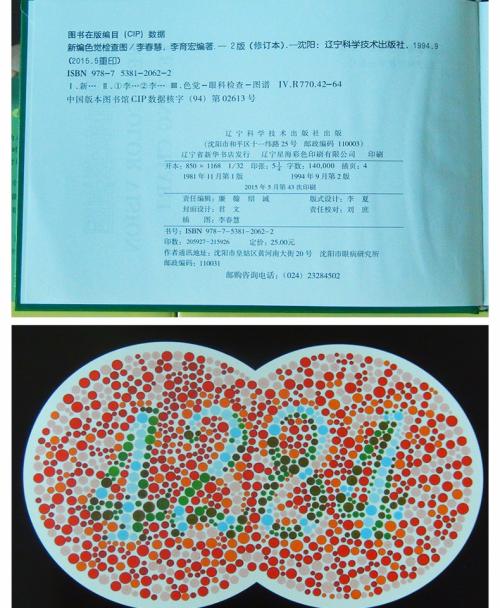 图书在版编目（CIP）数据
新编色觉检查图/李春慧，李育宏编著．—2版（修订本）．—沈阳：辽宁科学技术出版社，1994.9
（2015.5重印）
ISBN 978-7 5381-2062-2
Ⅰ.新… Ⅱ.①李…②李… Ⅲ.色觉-眼科检查-图谱 Ⅳ.R770.42-64
中国版本图书馆CIP数据核字（94）第02613号
辽宁科学技术出版社出版
（沈阳市和平区十一纬路25号 邮政编码 110003）
辽宁省新华书店发行 辽宁星海彩色印刷有限公司 印刷
开本：850×1168 1/32 印张：5¼ 字数：140,000 插页：4
1981年11月第1版 1994年9月第2版
2015年5月第43次印刷
责任编辑：廉 翰 绍 诚 版式设计：李 夏
封面设计：君 文 责任校对：刘 庶
插 图：李春慧
书号：ISBN 978-7-5381-2062-2
印数：205927-215926 定价：25.00元
作者通讯地址：沈阳市皇姑区黄河南大街20号 沈阳市眼病研究所
邮政编码：110031
邮购咨询电话：（024）23284502